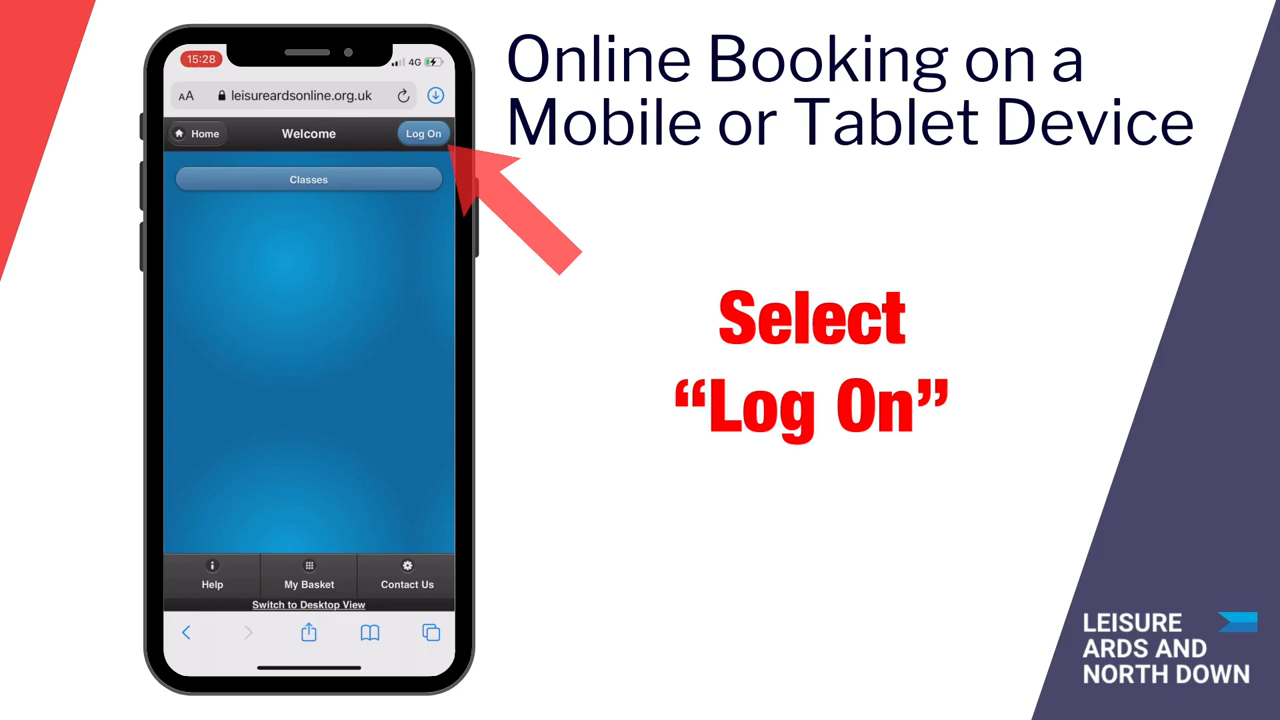 Online Booking on a
Mobile or Tablet Device
15:28
4G
AA leisureardsonline.org.uk
Home Welcome Log On
Classes
Select
“Log On”
Help My Basket Contact Us
Switch to Desktop View
LEISURE
ARDS AND
NORTH DOWN